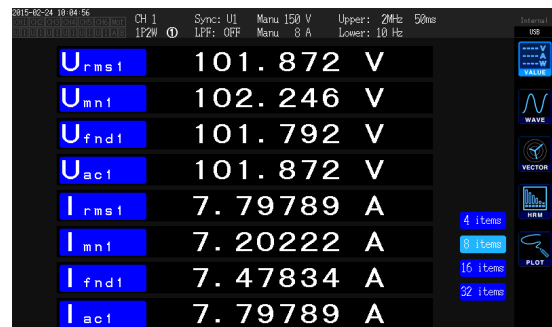 2015-02-24 10:04:56
CH 1 Sync: U1 Manu 150 V Upper: 2MHz 50ms Internal
1P2W ① LPF: OFF Manu 8 A Lower: 10 Hz USB
Urms1 101.872 V
VALUE
Umn1 102.246 V
WAVE
Ufnd1 101.792 V
Uac1 101.872 V
VECTOR
Irms1 7.79789 A
HRM
4 items
Imn1 7.20222 A
8 items
PLOT
Ifnd1 7.47834 A
16 items
32 items
Iac1 7.79789 A